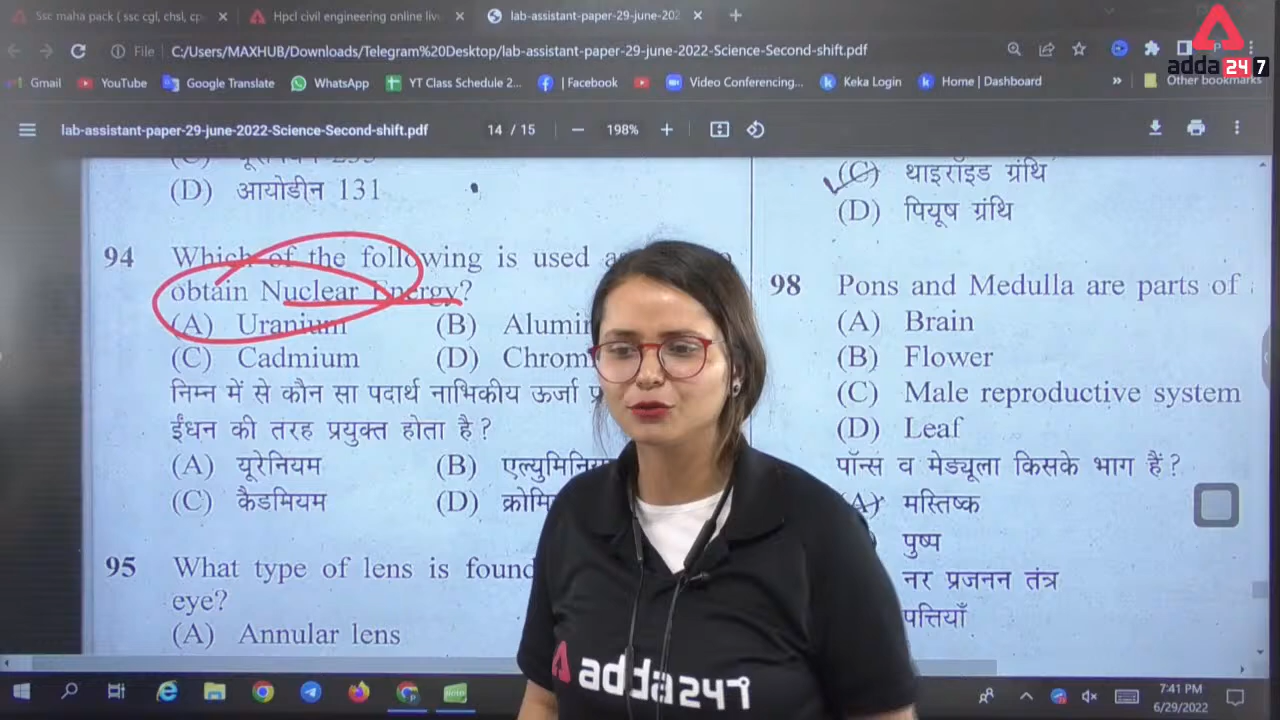 Ssc maha pack ( ssc cgl, chsl, cp
Hpcl civil engineering online live
lab-assistant-paper-29-june-202
File
C:/Users/MAXHUB/Downloads/Telegram%20Desktop/lab-assistant-paper-29-june-2022-Science-Second-shift.pdf
P
adda 247
Gmail
YouTube
Google Translate
WhatsApp
YT Class Schedule 2...
| Facebook
Video Conferencing...
Keka Login
Home | Dashboard
»
Other bookmarks
lab-assistant-paper-29-june-2022-Science-Second-shift.pdf
14 / 15
198%
(D) आयोडीन 131
94 Which of the following is used
obtain Nuclear Energy?
(A) Uranium (B)
(C) Cadmium (D)
निम्न में से कौन सा पदार्थ नाभिकीय ऊर्जा
ईंधन की तरह प्रयुक्त होता है ?
(A) यूरेनियम (B)
(C) कैडमियम (D)
95 What type of lens is found
eye?
(A) Annular lens
(C) थाइरॉइड ग्रंथि
(D) पियूष ग्रंथि
98 Pons and Medulla are parts of
(A) Brain
(B) Flower
(C) Male reproductive system
(D) Leaf
पॉन्स व मेड्यूला किसके भाग हैं ?
(A) मस्तिष्क
पुष्प
नर प्रजनन तंत्र
पत्तियाँ
adda247
7:41 PM
6/29/2022